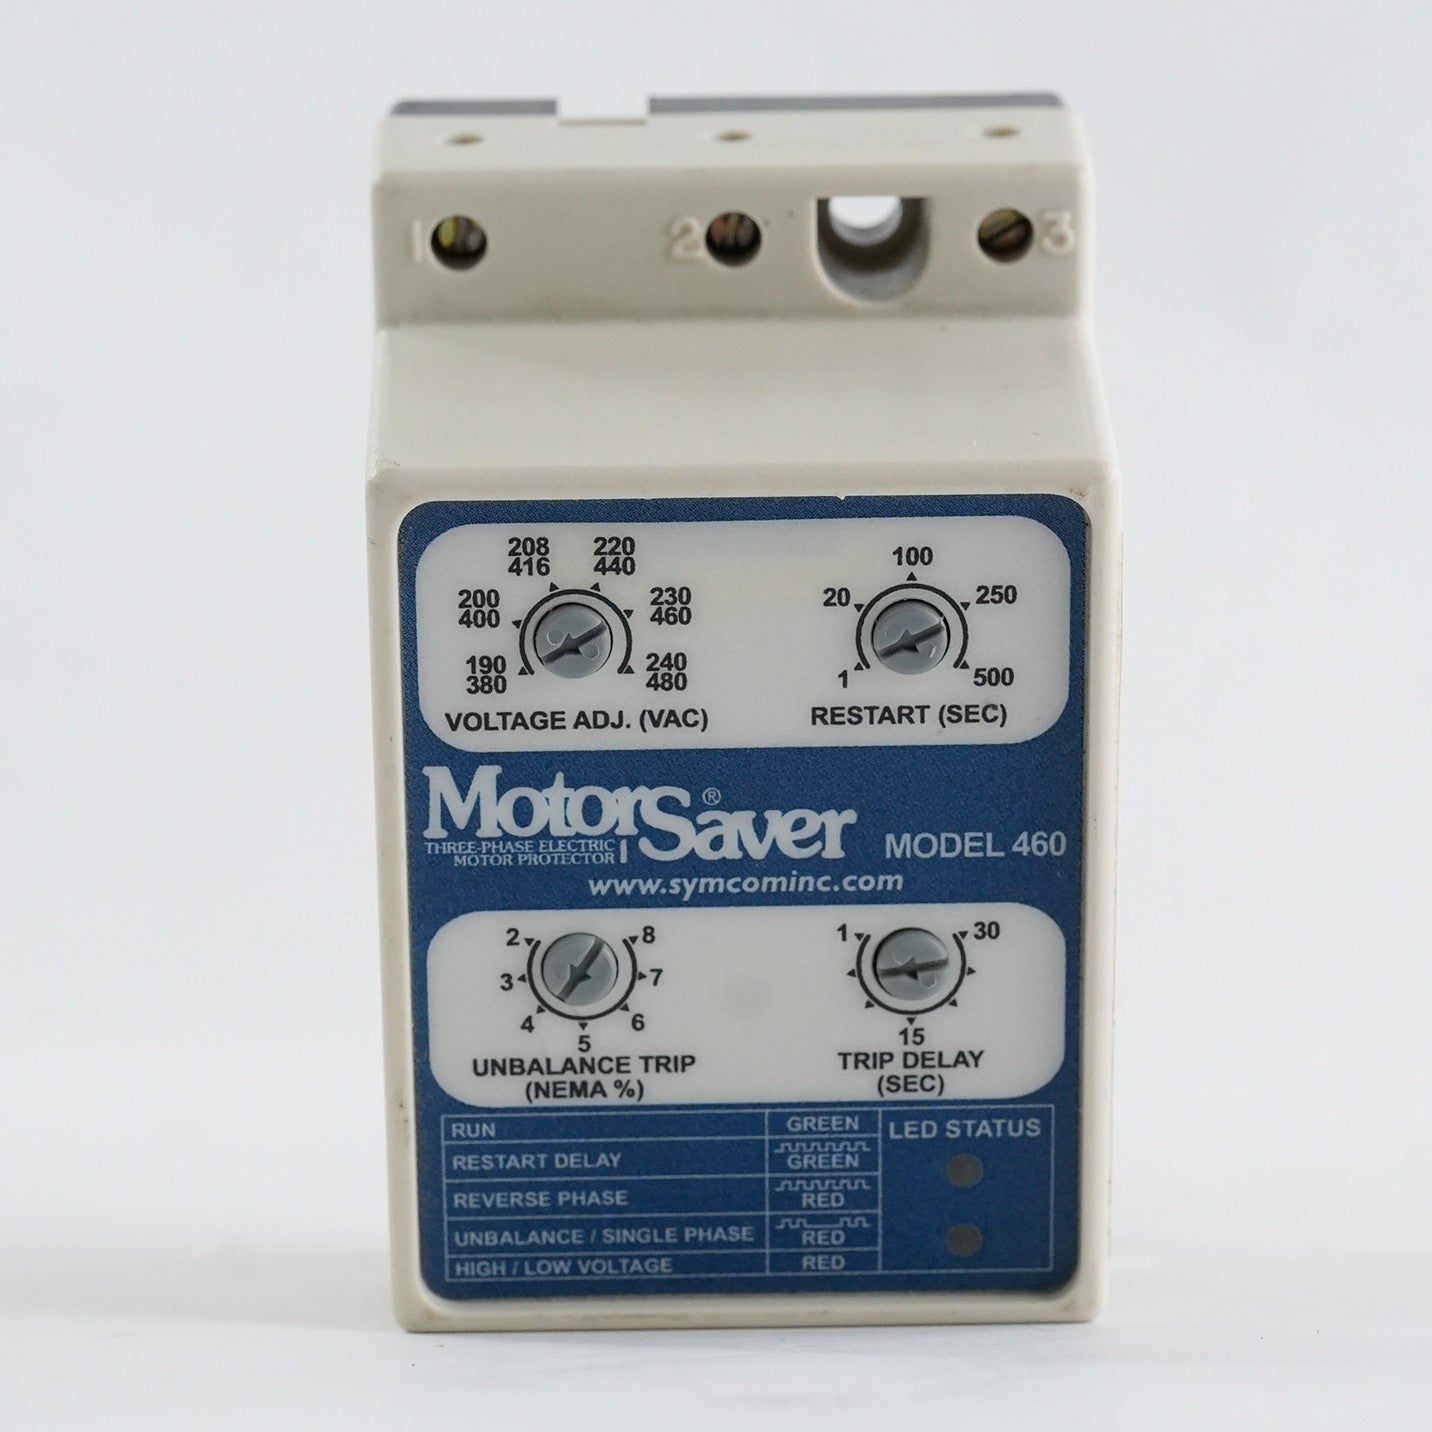 1 2 3
208 220
416 440
200 230
400 460
190 240
380 480
VOLTAGE ADJ. (VAC)
100
20 250
1 500
RESTART (SEC)
MotorSaver®
THREE-PHASE ELECTRIC
MOTOR PROTECTOR
MODEL 460
www.symcominc.com
2 8
3 7
4 6
5
UNBALANCE TRIP
(NEMA %)
1 30
15
TRIP DELAY
(SEC)
RUN GREEN
RESTART DELAY GREEN
REVERSE PHASE RED
UNBALANCE / SINGLE PHASE RED
HIGH / LOW VOLTAGE RED
LED STATUS